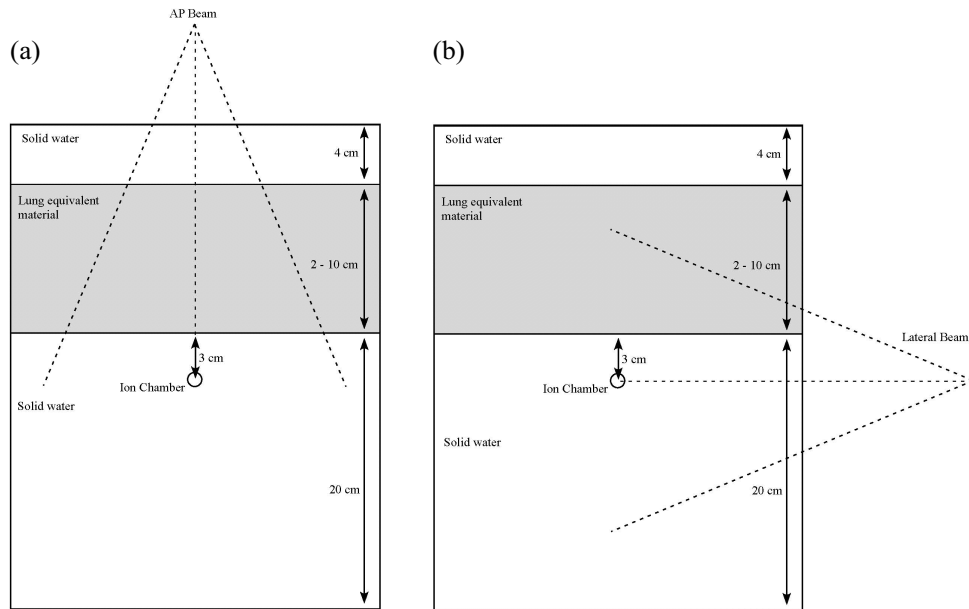 AP Beam
(a)
Solid water
4 cm
Lung equivalent
material
2 - 10 cm
3 cm
Ion Chamber
Solid water
20 cm
(b)
Solid water
4 cm
Lung equivalent
material
2 - 10 cm
Lateral Beam
3 cm
Ion Chamber
Solid water
20 cm